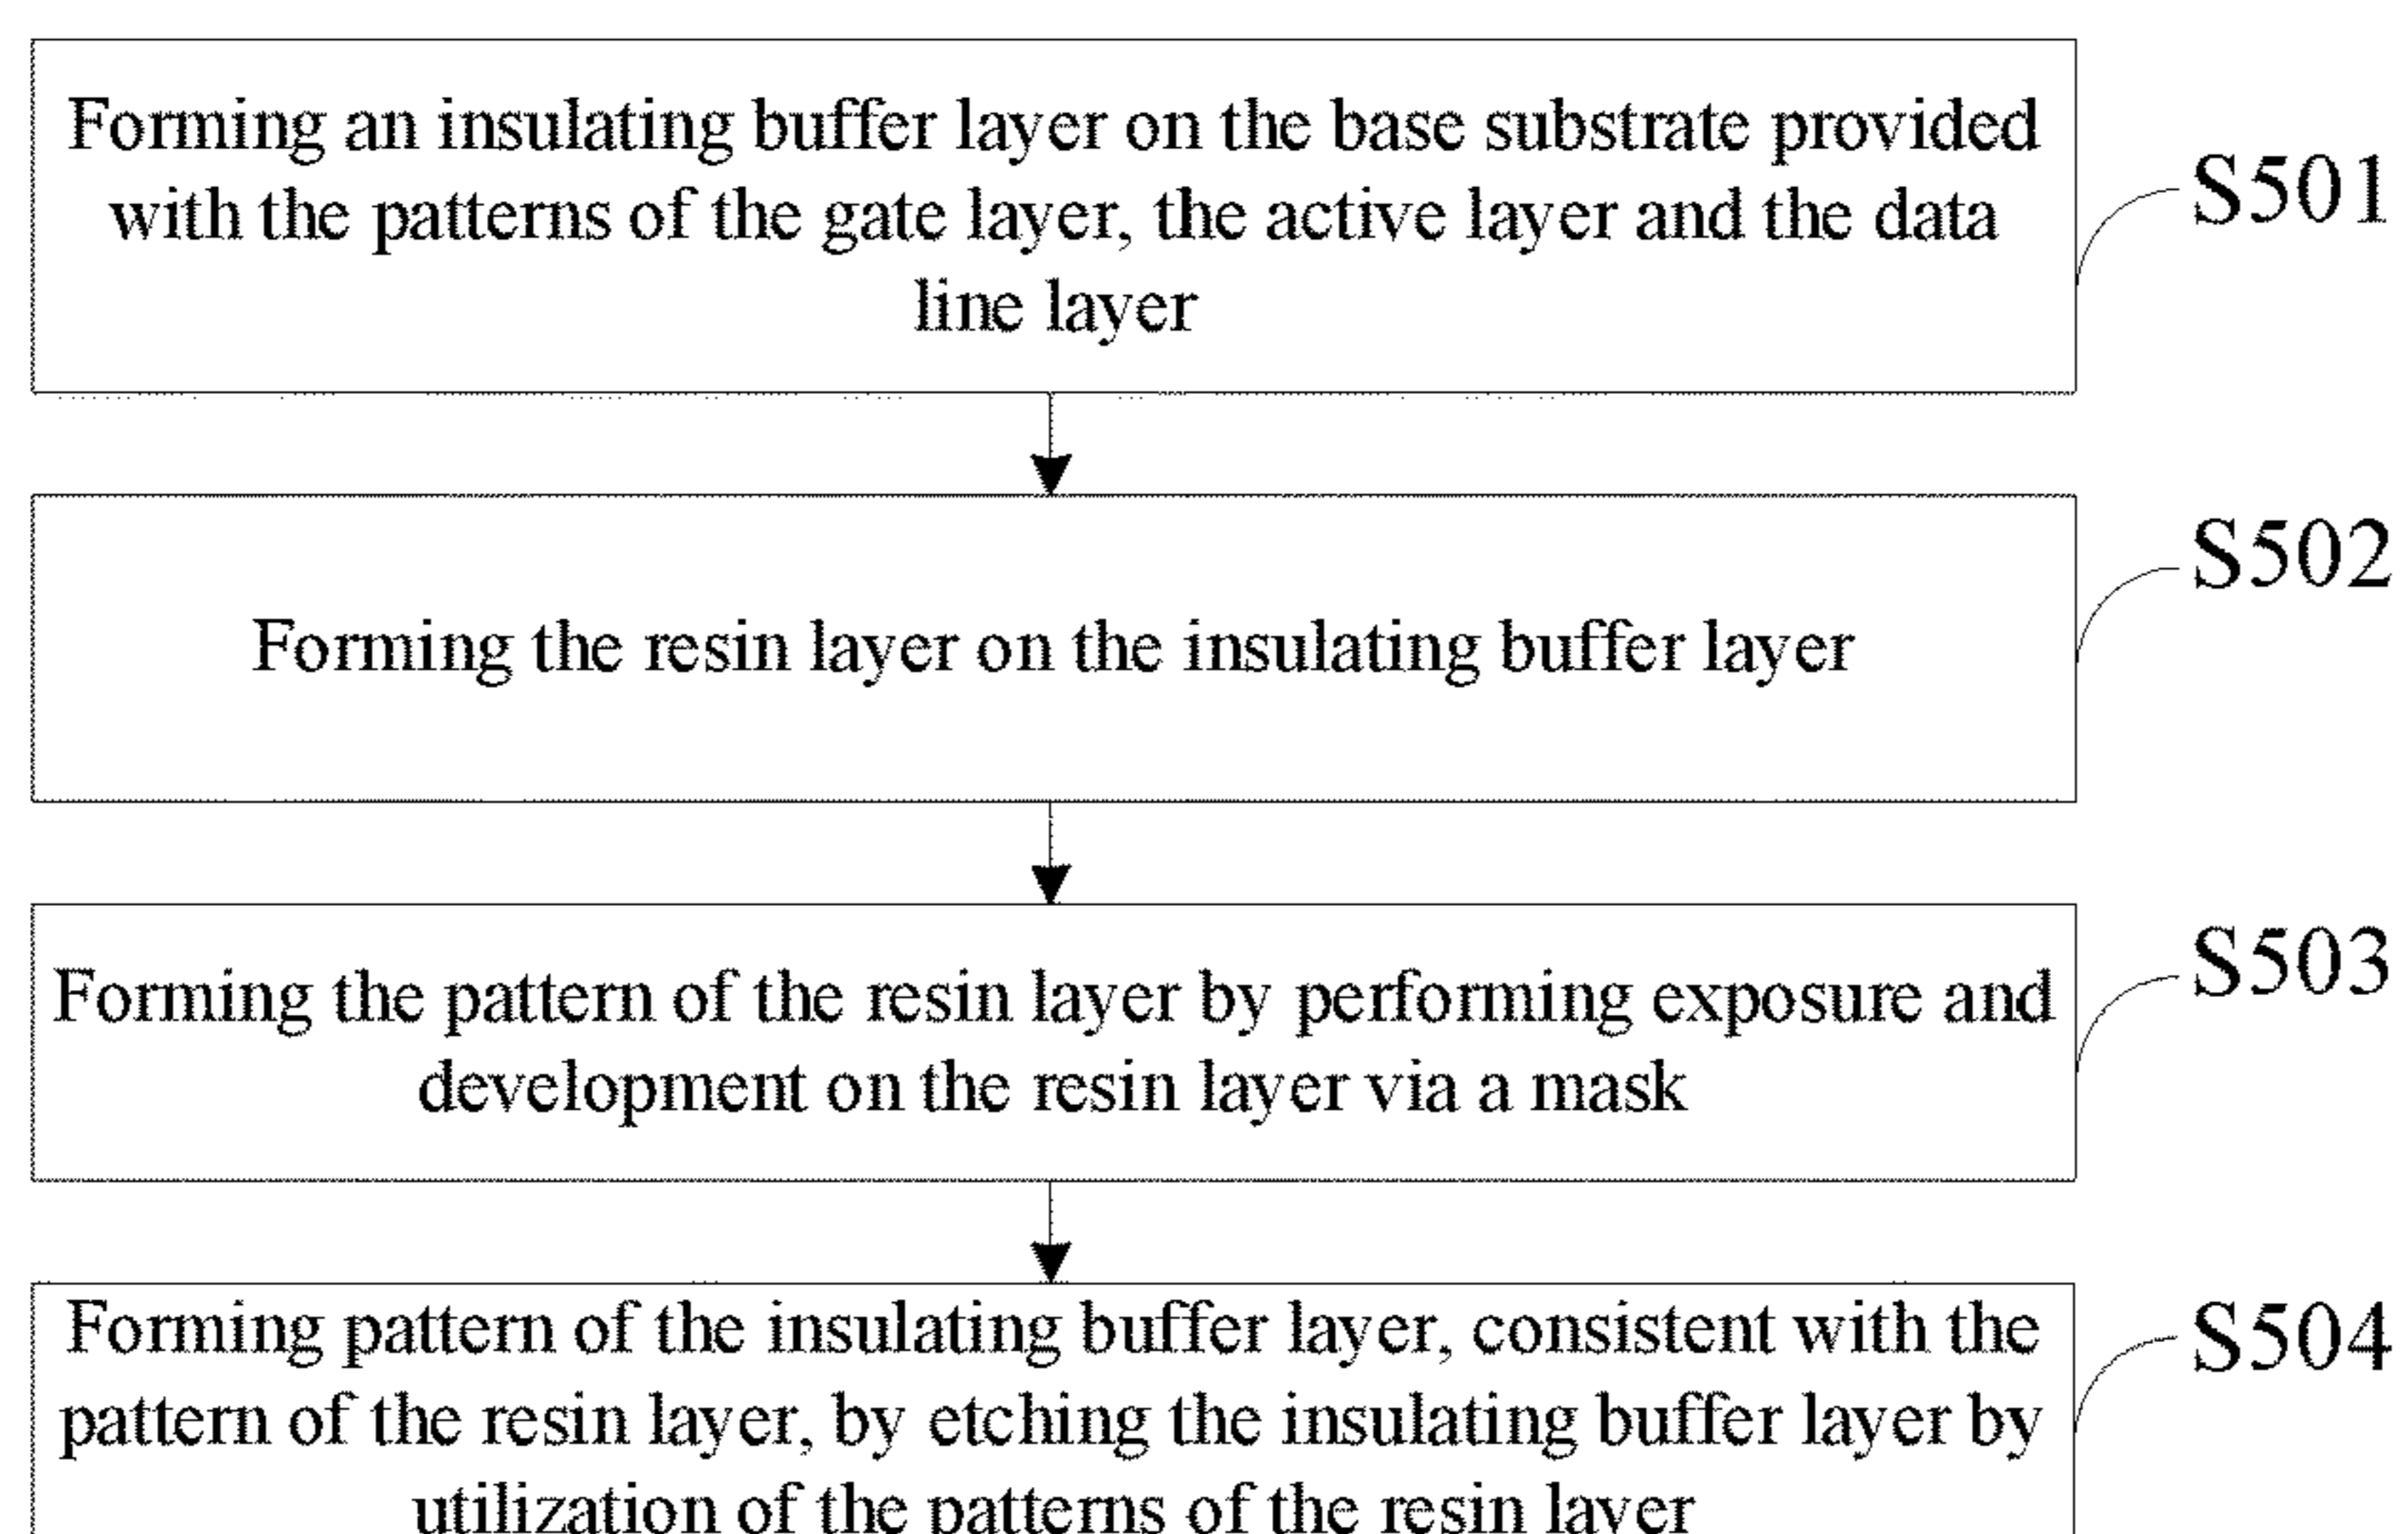 Forming an insulating buffer layer on the base substrate provided
with the patterns of the gate layer, the active layer and the data
line layer
S501
Forming the resin layer on the insulating buffer layer
S502
Forming the pattern of the resin layer by performing exposure and
development on the resin layer via a mask
S503
Forming pattern of the insulating buffer layer, consistent with the
pattern of the resin layer, by etching the insulating buffer layer by
utilization of the patterns of the resin layer
S504